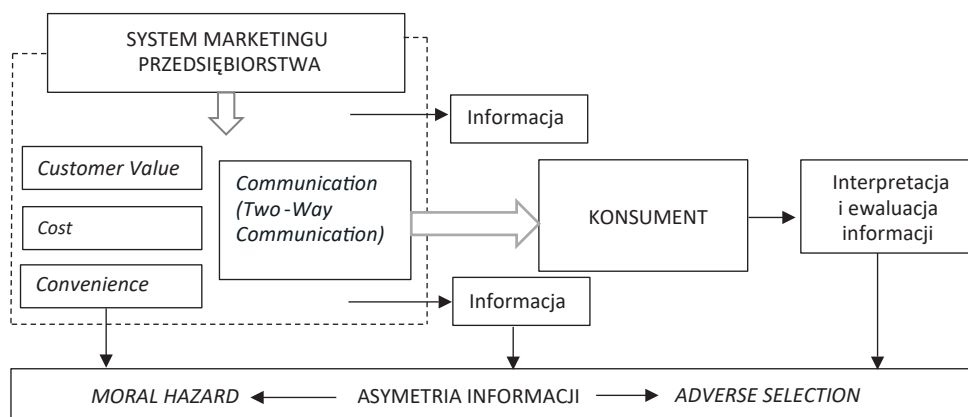 SYSTEM MARKETINGU
PRZEDSIĘBIORSTWA
Informacja
Customer Value
Cost
Convenience
Communication
(Two-Way
Communication)
Informacja
KONSUMENT
Interpretacja
i ewaluacja
informacji
MORAL HAZARD
ASYMETRIA INFORMACJI
ADVERSE SELECTION